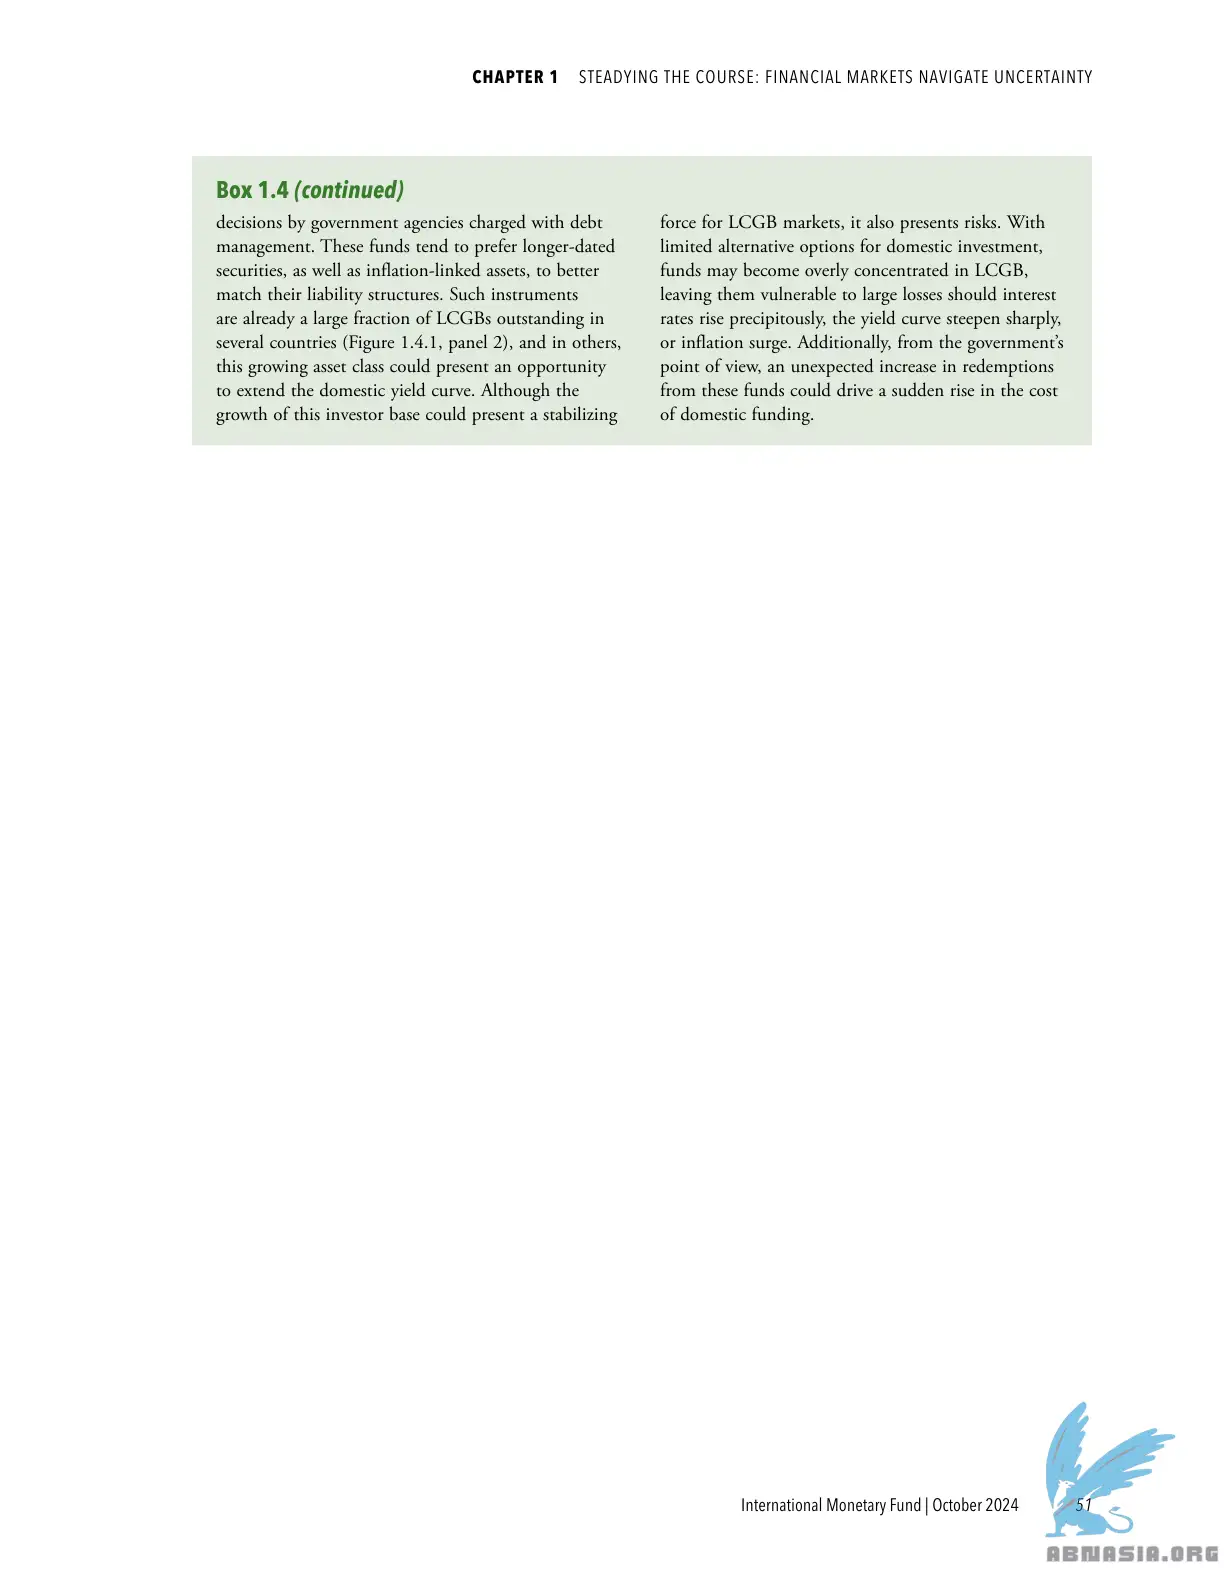 CHAPTER 1 STEADYING THE COURSE: FINANCIAL MARKETS NAVIGATE UNCERTAINTY
Box 1.4 (continued)
decisions by government agencies charged with debt
management. These funds tend to prefer longer-dated
securities, as well as inflation-linked assets, to better
match their liability structures. Such instruments
are already a large fraction of LCGBs outstanding in
several countries (Figure 1.4.1, panel 2), and in others,
this growing asset class could present an opportunity
to extend the domestic yield curve. Although the
growth of this investor base could present a stabilizing
force for LCGB markets, it also presents risks. With
limited alternative options for domestic investment,
funds may become overly concentrated in LCGB,
leaving them vulnerable to large losses should interest
rates rise precipitously, the yield curve steepen sharply,
or inflation surge. Additionally, from the government’s
point of view, an unexpected increase in redemptions
from these funds could drive a sudden rise in the cost
of domestic funding.
International Monetary Fund | October 2024 51
ABNASIA.ORG